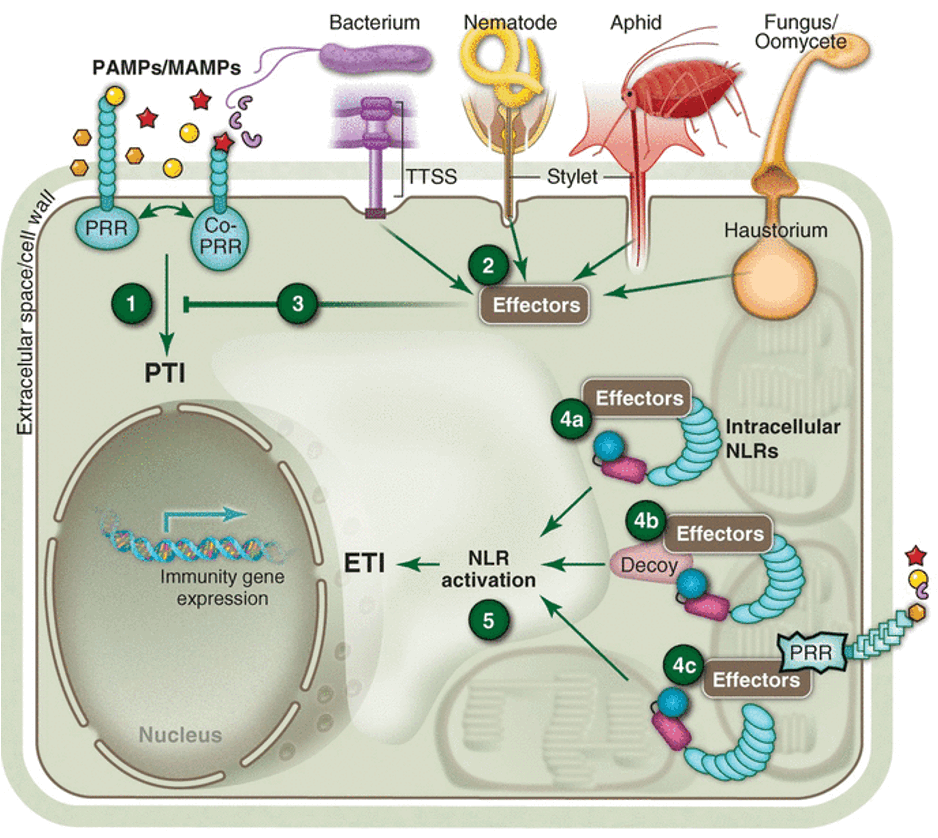 Bacterium
Nematode
Aphid
Fungus/
Oomycete
PAMPs/MAMPs
TTSS
Stylet
PRR
Co-
PRR
Haustorium
Extracelular space/cell wall
2
Effectors
1
3
PTI
4a
Effectors
Intracellular
NLRs
4b
Effectors
Decoy
Immunity gene
expression
ETI
NLR
activation
5
PRR
4c
Effectors
Nucleus